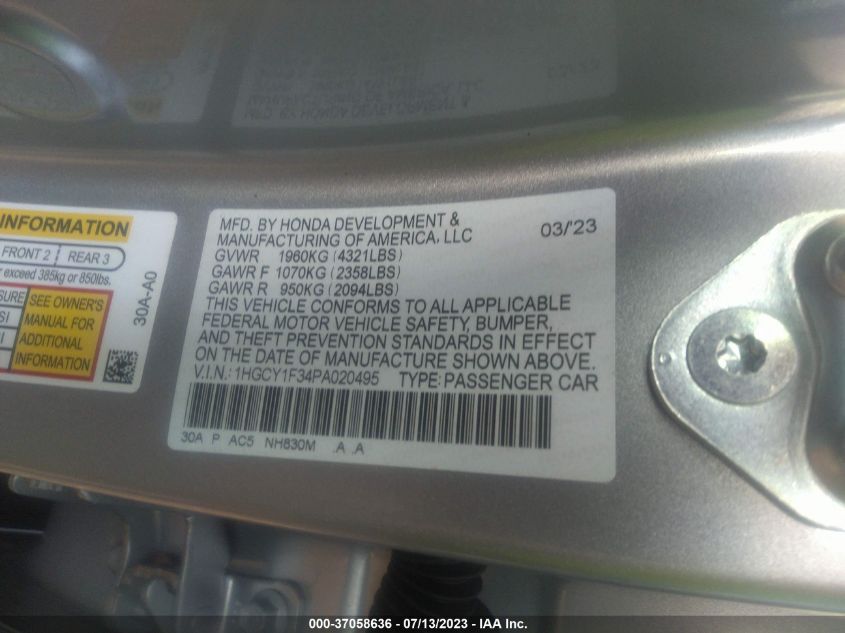 INFORMATION
FRONT 2 REAR 3
exceed 385kg or 850lbs.
SURE SEE OWNER'S
SI MANUAL FOR
I ADDITIONAL
INFORMATION
30A-A0
MFD. BY HONDA DEVELOPMENT &
MANUFACTURING OF AMERICA, LLC 03/'23
GVWR 1960KG (4321LBS)
GAWR F 1070KG (2358LBS)
GAWR R 950KG (2094LBS)
THIS VEHICLE CONFORMS TO ALL APPLICABLE
FEDERAL MOTOR VEHICLE SAFETY, BUMPER,
AND THEFT PREVENTION STANDARDS IN EFFECT
ON THE DATE OF MANUFACTURE SHOWN ABOVE.
V.I.N.:1HGCY1F34PA020495 TYPE:PASSENGER CAR
30A P AC5 NH830M .A .A
000-37058636 - 07/13/2023 - IAA Inc.